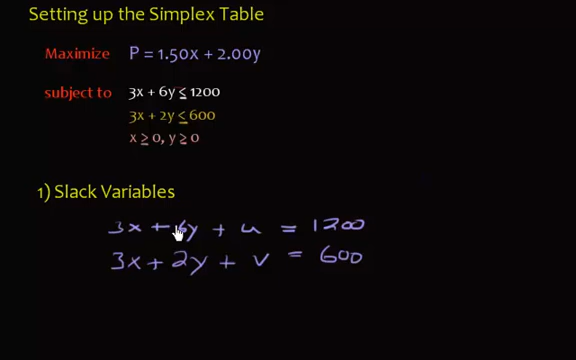 Setting up the Simplex Table
Maximize P = 1.50x + 2.00y
subject to 3x + 6y ≤ 1200
3x + 2y ≤ 600
x ≥ 0, y ≥ 0
1) Slack Variables
3x + 6y + u = 1200
3x + 2y + v = 600